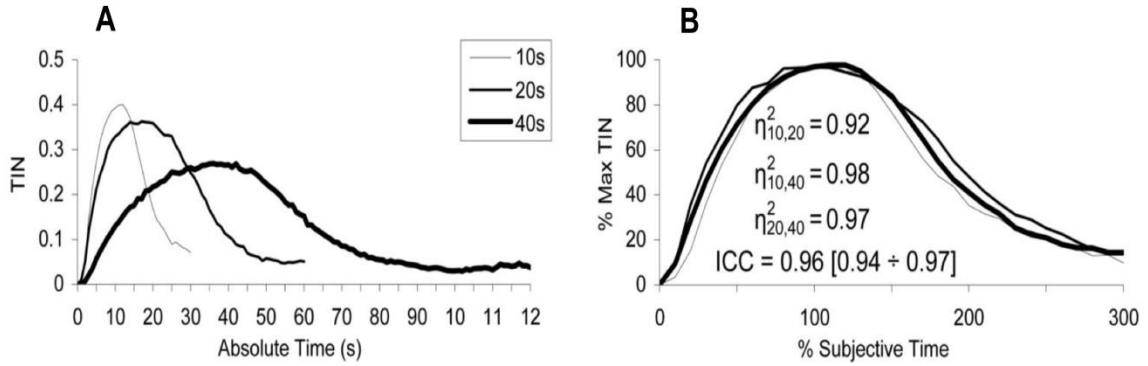 A
TIN
0.5
0.4
0.3
0.2
0.1
0
0 10 20 30 40 50 60 70 80 90 10 11 12
Absolute Time (s)
10s
20s
40s
B
% Max TIN
100
80
60
40
20
0
0 100 200 300
% Subjective Time
η²10,20 = 0.92
η²10,40 = 0.98
η²20,40 = 0.97
ICC = 0.96 [0.94 ÷ 0.97]